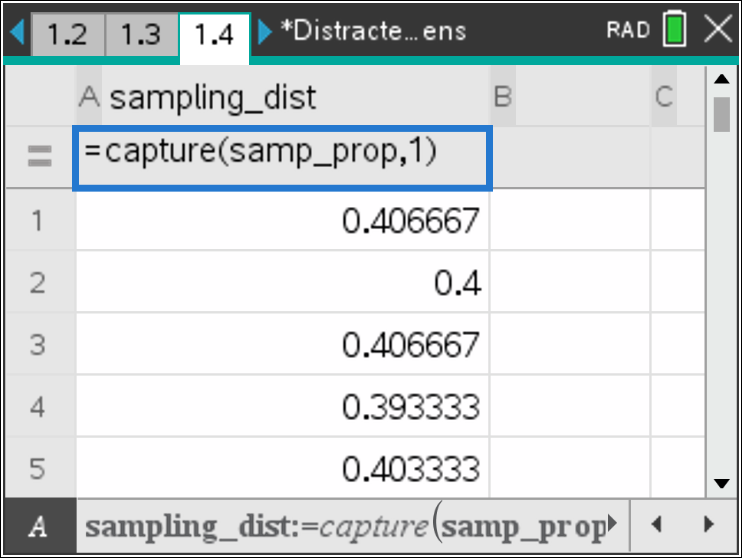 1.2 1.3 1.4 *Distracte...ens RAD
A sampling_dist B C
=capture(samp_prop,1)
1 0.406667
2 0.4
3 0.406667
4 0.393333
5 0.403333
A sampling_dist:=capture(samp_prop